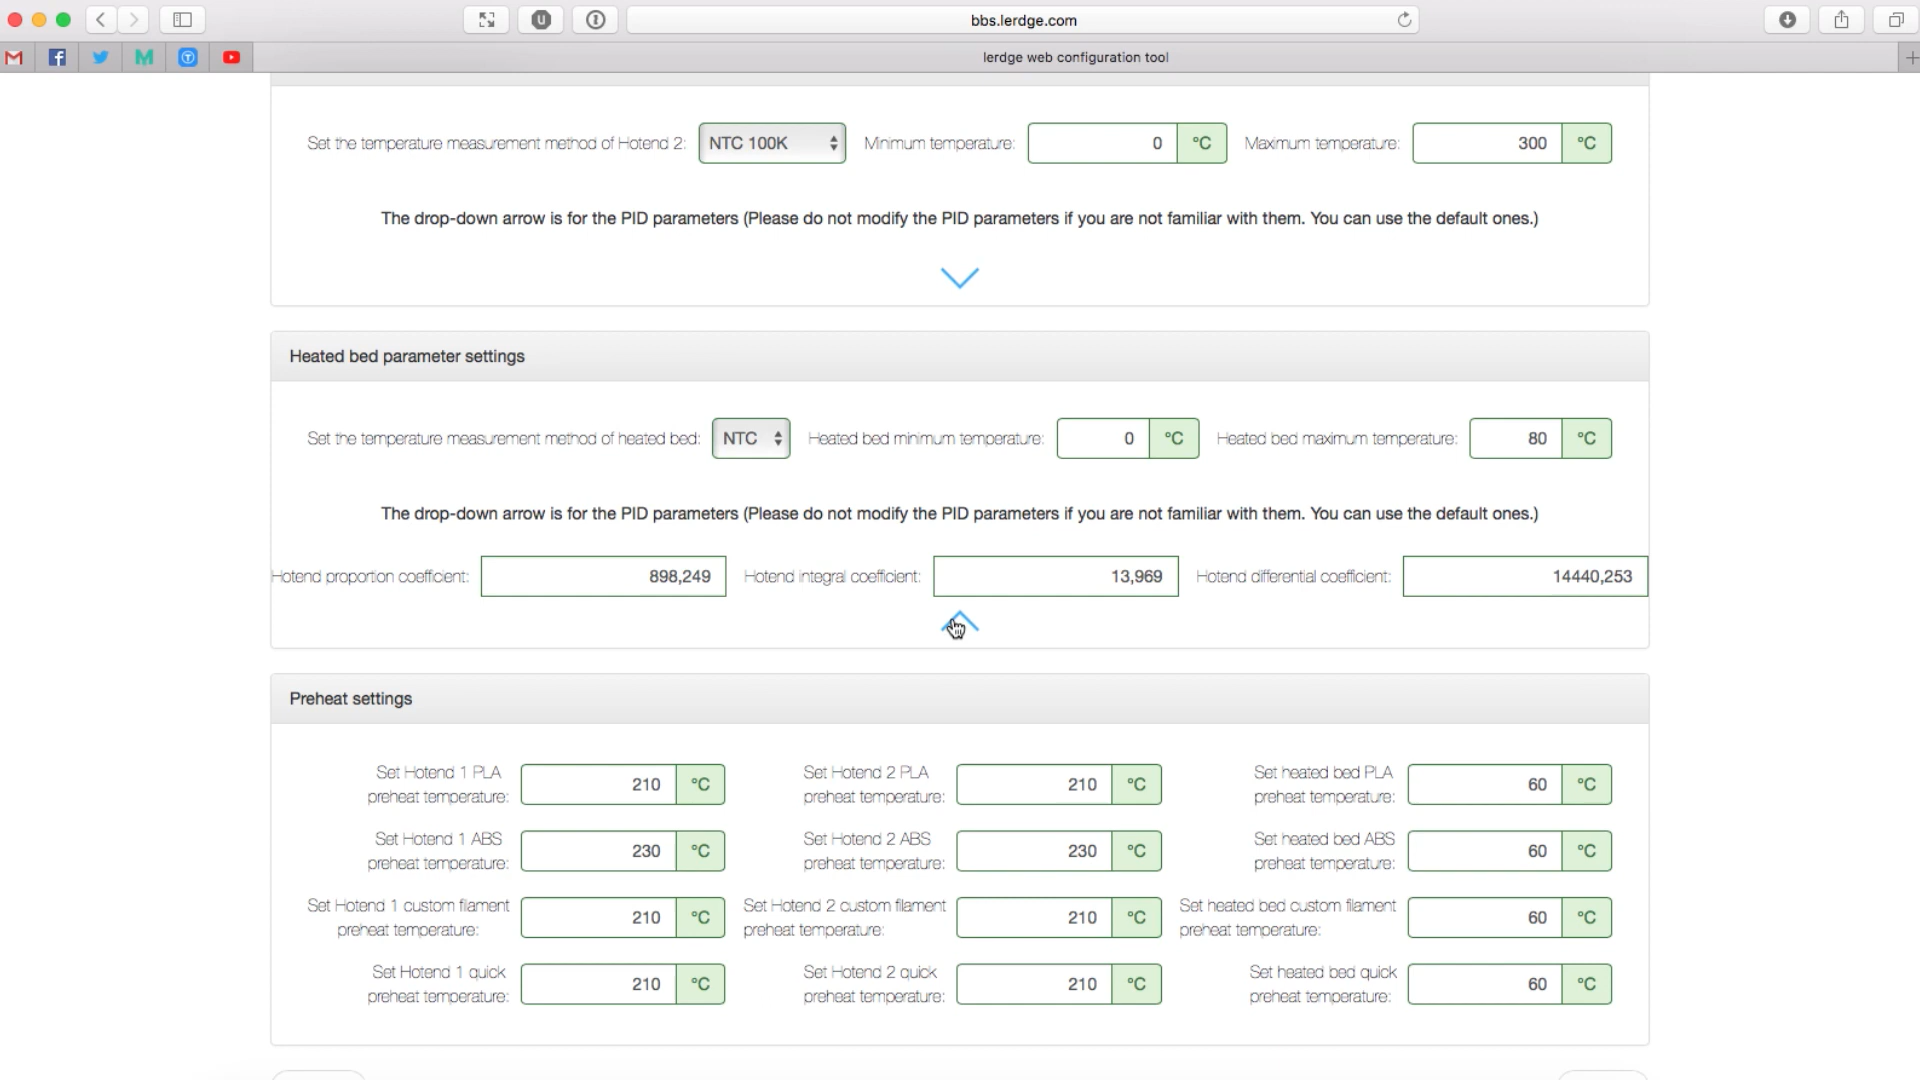 bbs.lerdge.com
lerdge web configuration tool
Set the temperature measurement method of Hotend 2: NTC 100K Minimum temperature: 0 °C Maximum temperature: 300 °C
The drop-down arrow is for the PID parameters (Please do not modify the PID parameters if you are not familiar with them. You can use the default ones.)
Heated bed parameter settings
Set the temperature measurement method of heated bed: NTC Heated bed minimum temperature: 0 °C Heated bed maximum temperature: 80 °C
The drop-down arrow is for the PID parameters (Please do not modify the PID parameters if you are not familiar with them. You can use the default ones.)
Hotend proportion coefficient: 898,249 Hotend integral coefficient: 13,969 Hotend differential coefficient: 14440,253
Preheat settings
Set Hotend 1 PLA
preheat temperature: 210 °C
Set Hotend 2 PLA
preheat temperature: 210 °C
Set heated bed PLA
preheat temperature: 60 °C
Set Hotend 1 ABS
preheat temperature: 230 °C
Set Hotend 2 ABS
preheat temperature: 230 °C
Set heated bed ABS
preheat temperature: 60 °C
Set Hotend 1 custom filament
preheat temperature: 210 °C
Set Hotend 2 custom filament
preheat temperature: 210 °C
Set heated bed custom filament
preheat temperature: 60 °C
Set Hotend 1 quick
preheat temperature: 210 °C
Set Hotend 2 quick
preheat temperature: 210 °C
Set heated bed quick
preheat temperature: 60 °C